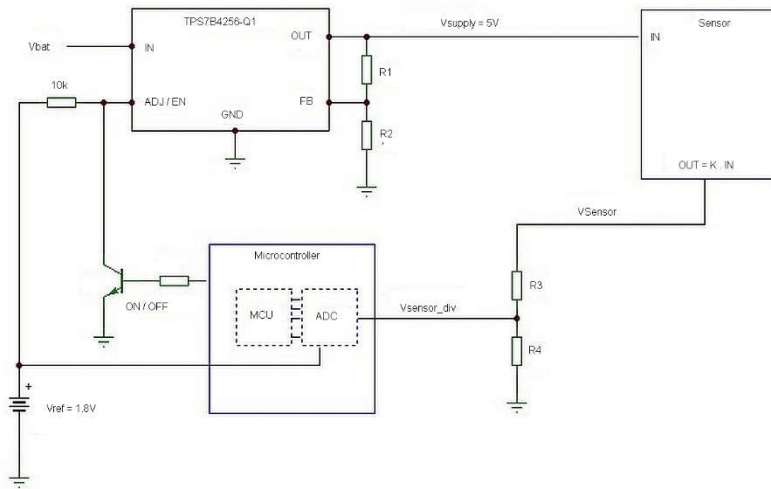 TPS7B4256-Q1
Sensor
OUT
Vsupply = 5V
IN
Vbat
IN
R1
10k
ADJ / EN
FB
GND
R2
OUT = K . IN
VSensor
Microcontroller
R3
ON / OFF
MCU
ADC
Vsensor_div
R4
+
Vref = 1,8V